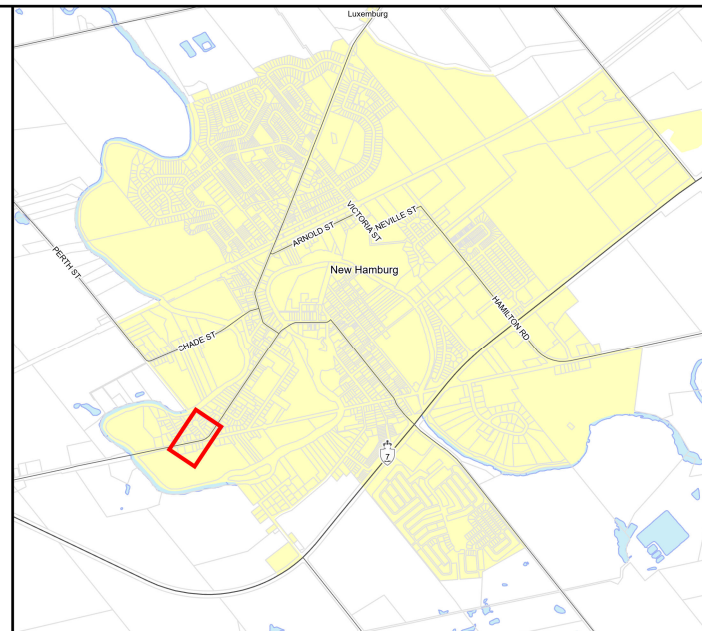 Luxemburg
VICTORIA ST
NEVILLE ST
ARNOLD ST
PERTH ST
New Hamburg
HAMILTON RD
CHADE ST
7